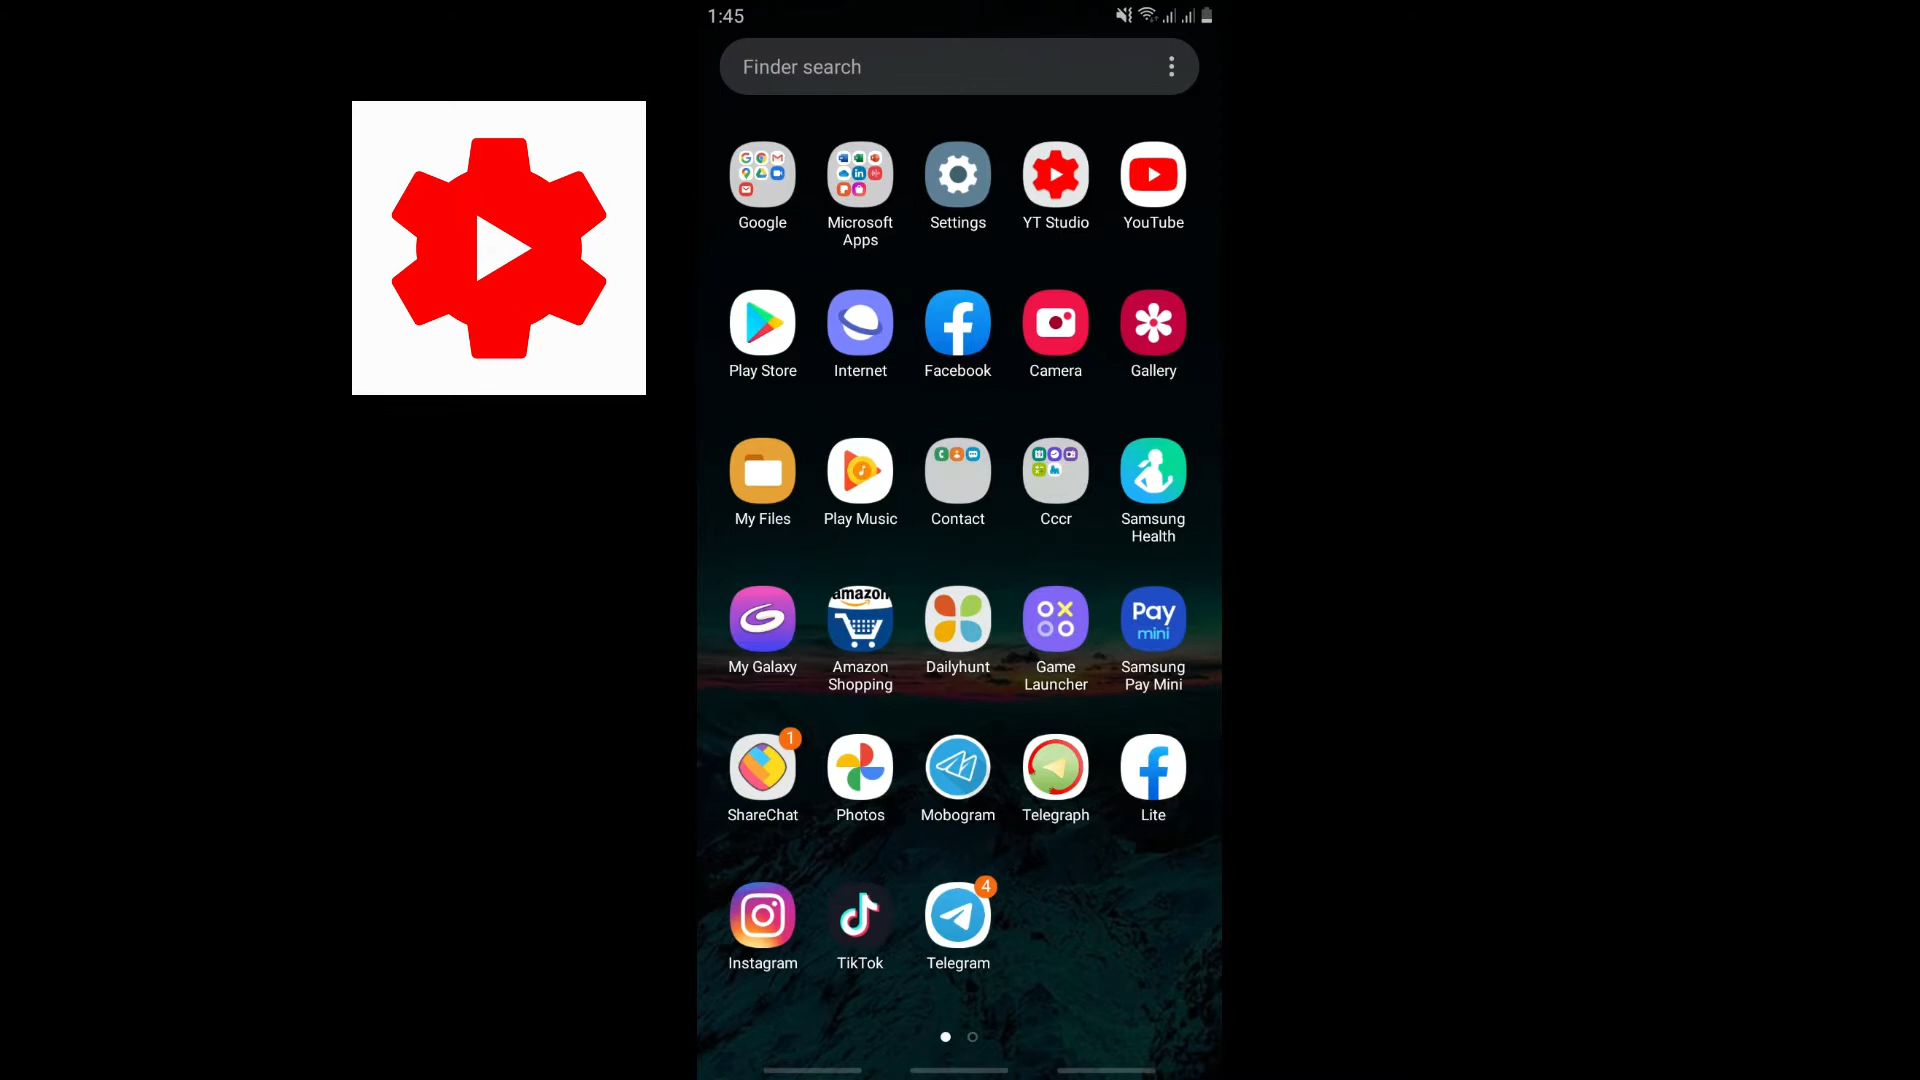 1:45
Finder search
Google
Microsoft
Apps
Settings
YT Studio
YouTube
Play Store
Internet
Facebook
Camera
Gallery
My Files
Play Music
Contact
Cccr
Samsung
Health
amazon
Pay
mini
My Galaxy
Amazon
Shopping
Dailyhunt
Game
Launcher
Samsung
Pay Mini
1
ShareChat
Photos
Mobogram
Telegraph
Lite
4
Instagram
TikTok
Telegram